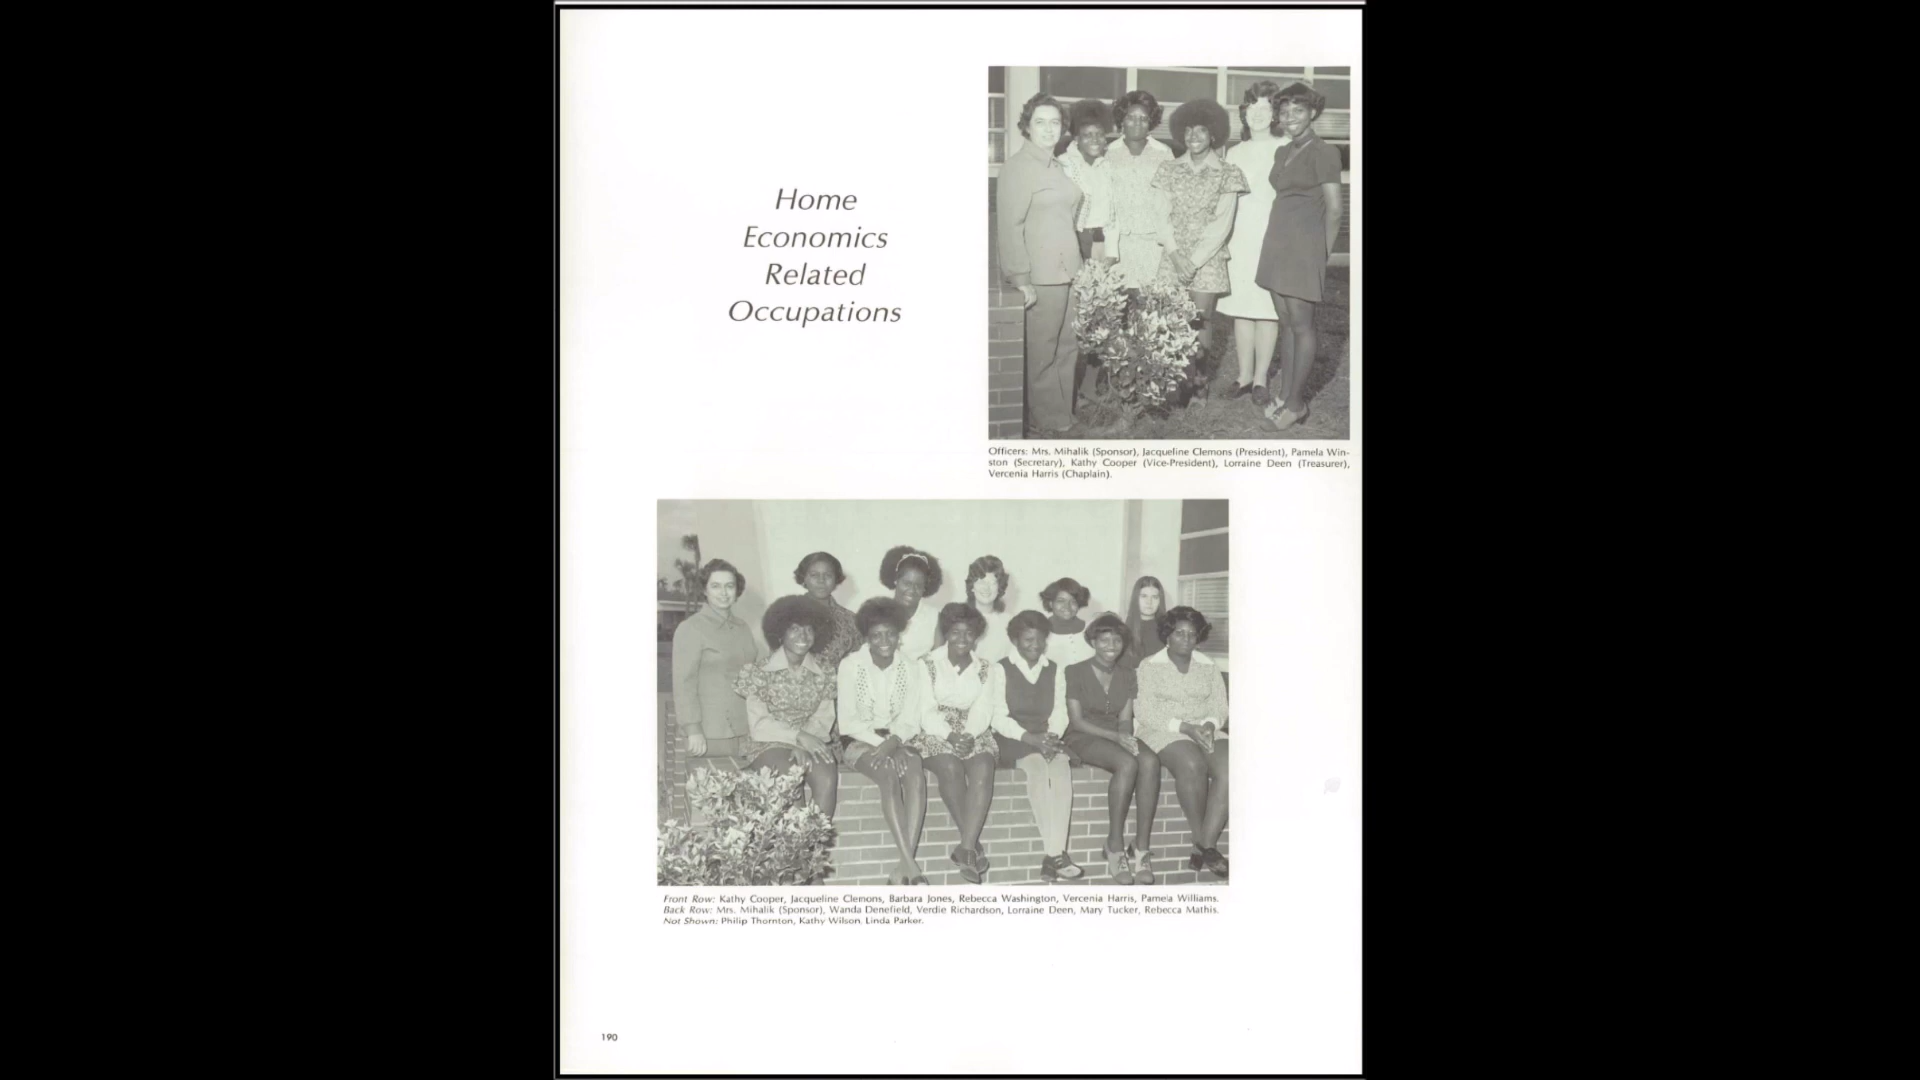 Home
Economics
Related
Occupations
Officers: Mrs. Mihalik (Sponsor), Jacqueline Clemons (President), Pamela Win-
ston (Secretary), Kathy Cooper (Vice-President), Lorraine Deen (Treasurer),
Vercenia Harris (Chaplain).
Front Row: Kathy Cooper, Jacqueline Clemons, Barbara Jones, Rebecca Washington, Vercenia Harris, Pamela Williams.
Back Row: Mrs. Mihalik (Sponsor), Wanda Denefield, Verdie Richardson, Lorraine Deen, Mary Tucker, Rebecca Mathis.
Not Shown: Philip Thornton, Kathy Wilson, Linda Parker.
190